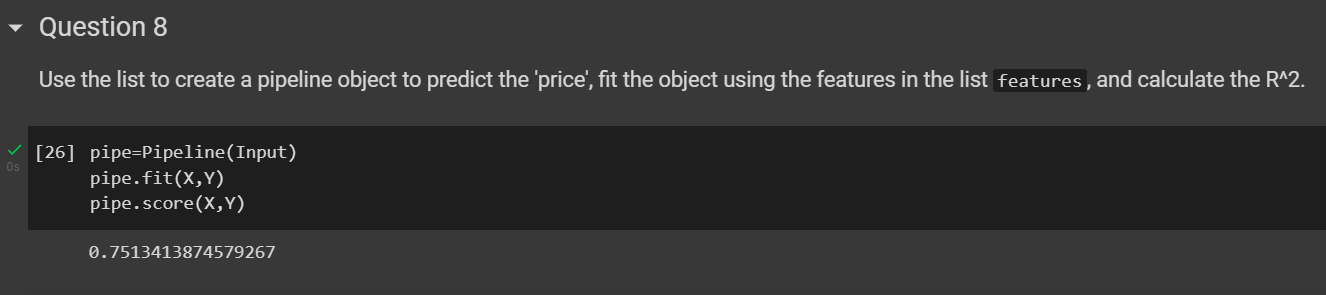 Question 8
Use the list to create a pipeline object to predict the 'price', fit the object using the features in the list features, and calculate the R^2.
[26] pipe=Pipeline(Input)
0s
pipe.fit(X,Y)
pipe.score(X,Y)
0.7513413874579267